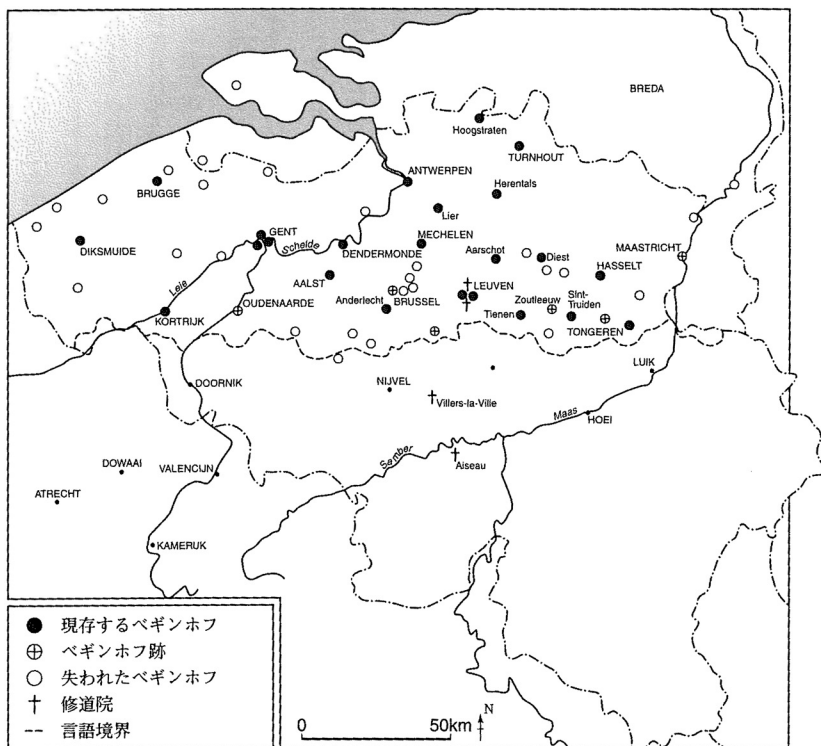 BREDA
Hoogstraten
TURNHOUT
ANTWERPEN
Herentals
BRUGGE
Lier
GENT
Schelde
MECHELEN
DIKSMUIDE
DENDERMONDE
Aarschot
Diest
MAASTRICHT
HASSELT
AALST
LEUVEN
Leie
OUDENAARDE
Anderlecht
BRUSSEL
Zoutleeuw
Sint-
Truiden
KORTRIJK
Tienen
TONGEREN
LUIK
DOORNIK
NIJVEL
Villers-la-Ville
Maas
HOEI
Samber
Aiseau
DOWAAI
VALENCIJN
ATRECHT
KAMERIJK
現存するベギンホフ
ベギンホフ跡
失われたベギンホフ
修道院
言語境界
0 50km
N